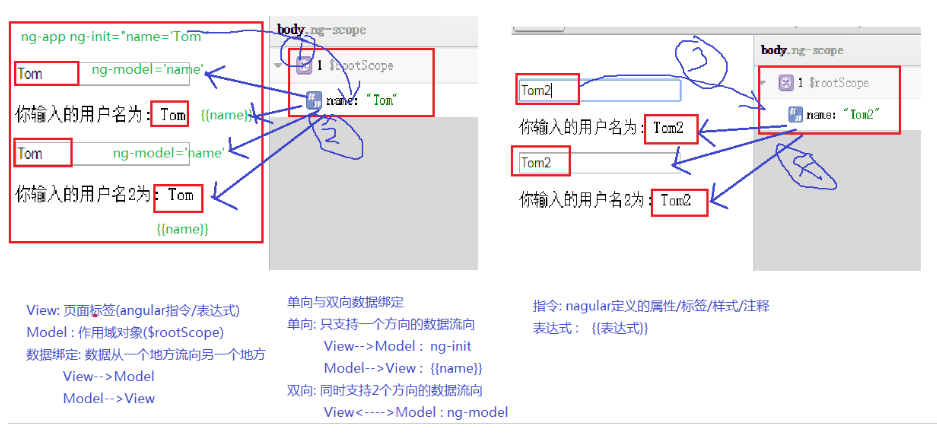 ng-app ng-init="name='Tom
Tom
ng-model='name'
你输入的用户名为: Tom {{name}}
Tom
ng-model='name'
你输入的用户名2为: Tom
{{name}}
body.ng-scope
1 $rootScope
name: "Tom"
1
2
Tom2
你输入的用户名为: Tom2
Tom2
你输入的用户名2为: Tom2
3
body.ng-scope
1 $rootScope
name: "Tom2"
4
View: 页面标签(angular指令/表达式)
Model : 作用域对象($rootScope)
数据绑定: 数据从一个地方流向另一个地方
View-->Model
Model-->View
单向与双向数据绑定
单向: 只支持一个方向的数据流向
View-->Model : ng-init
Model-->View : {{name}}
双向: 同时支持2个方向的数据流向
View<---->Model : ng-model
指令: nagular定义的属性/标签/样式/注释
表达式 : {{表达式}}